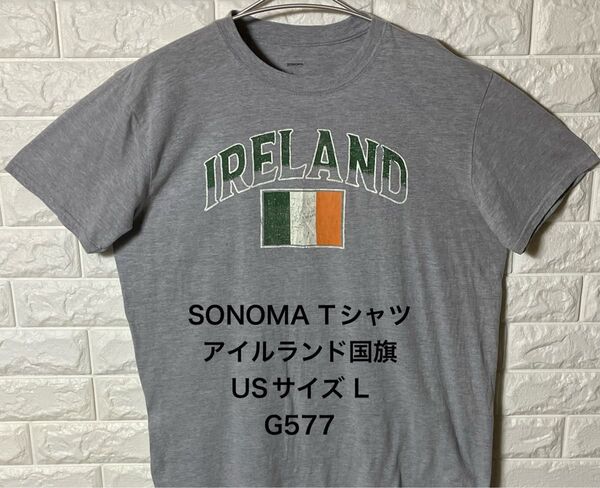 SONOMA
IRELAND
SONOMA Tシャツ
アイルランド国旗
USサイズ L
G577